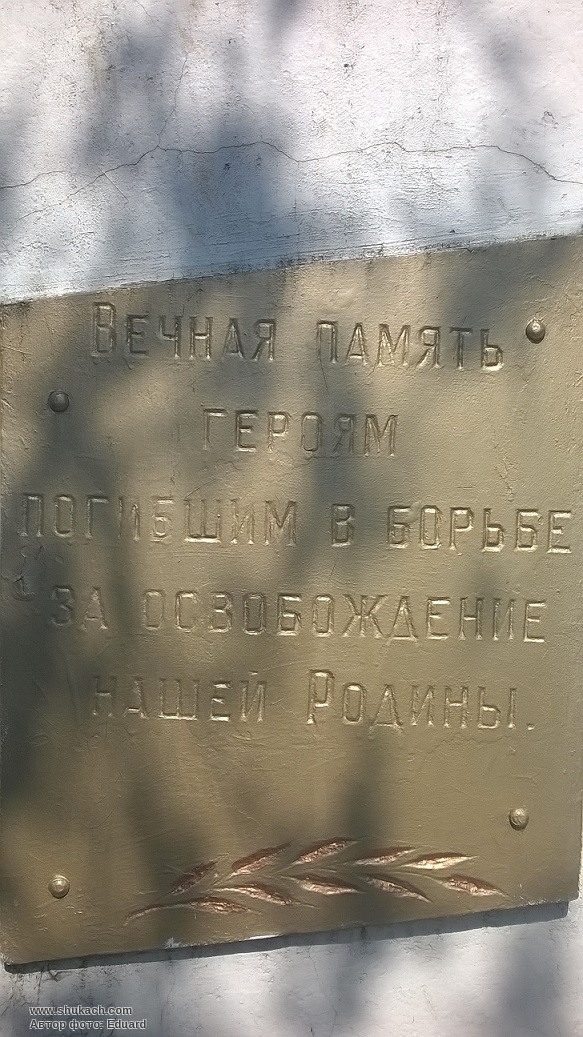 Вечная память
героям
погибшим в борьбе
за освобождение
нашей Родины.
www.shukach.com
Автор фото: Eduard